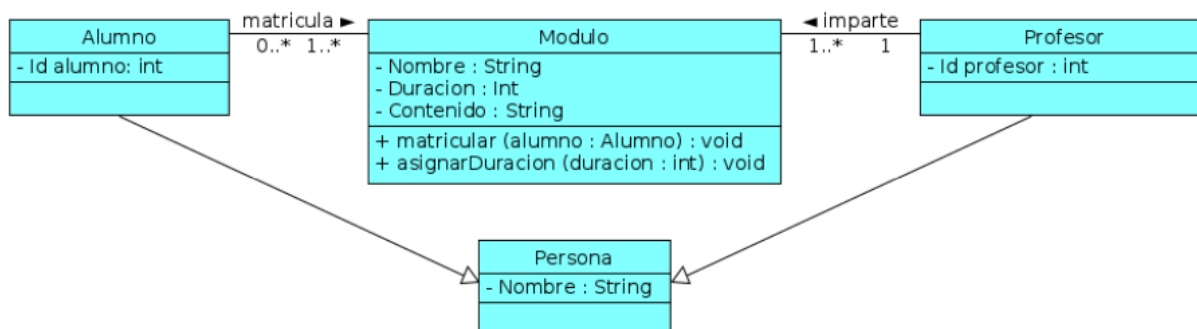 Alumno
- Id alumno: int
matricula ►
0..* 1..*
Modulo
- Nombre : String
- Duracion : Int
- Contenido : String
+ matricular (alumno : Alumno) : void
+ asignarDuracion (duracion : int) : void
◄ imparte
1..* 1
Profesor
- Id profesor : int
Persona
- Nombre : String